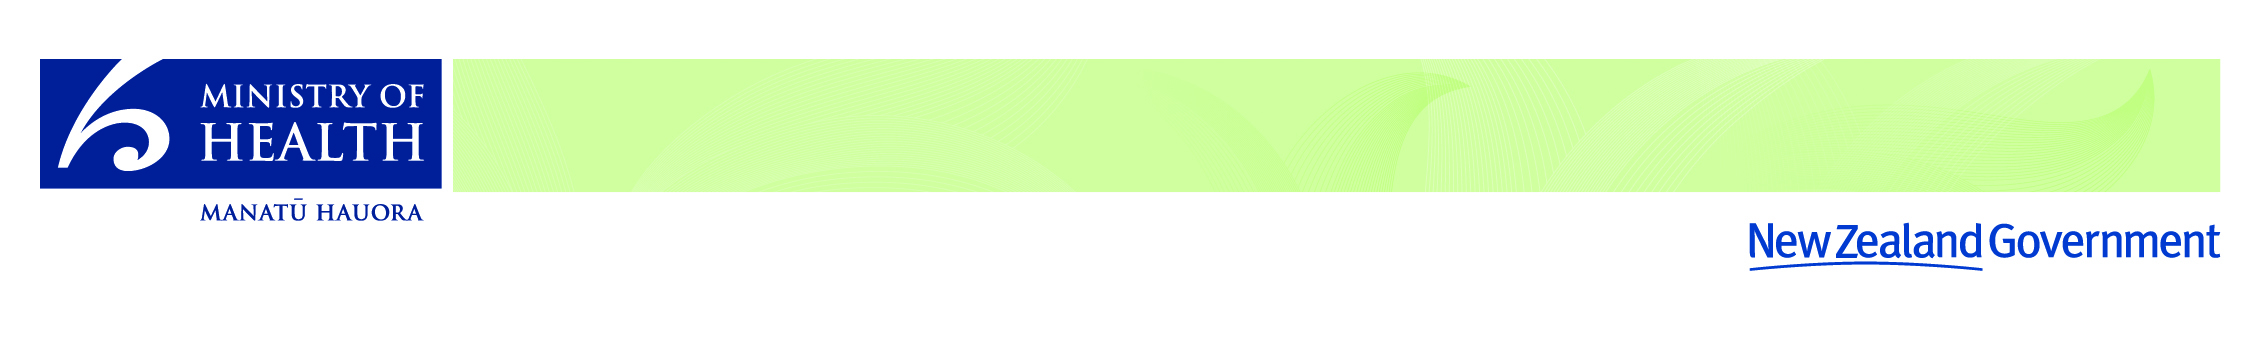 MINISTRY OF
HEALTH
MANATŪ HAUORA
New Zealand Government